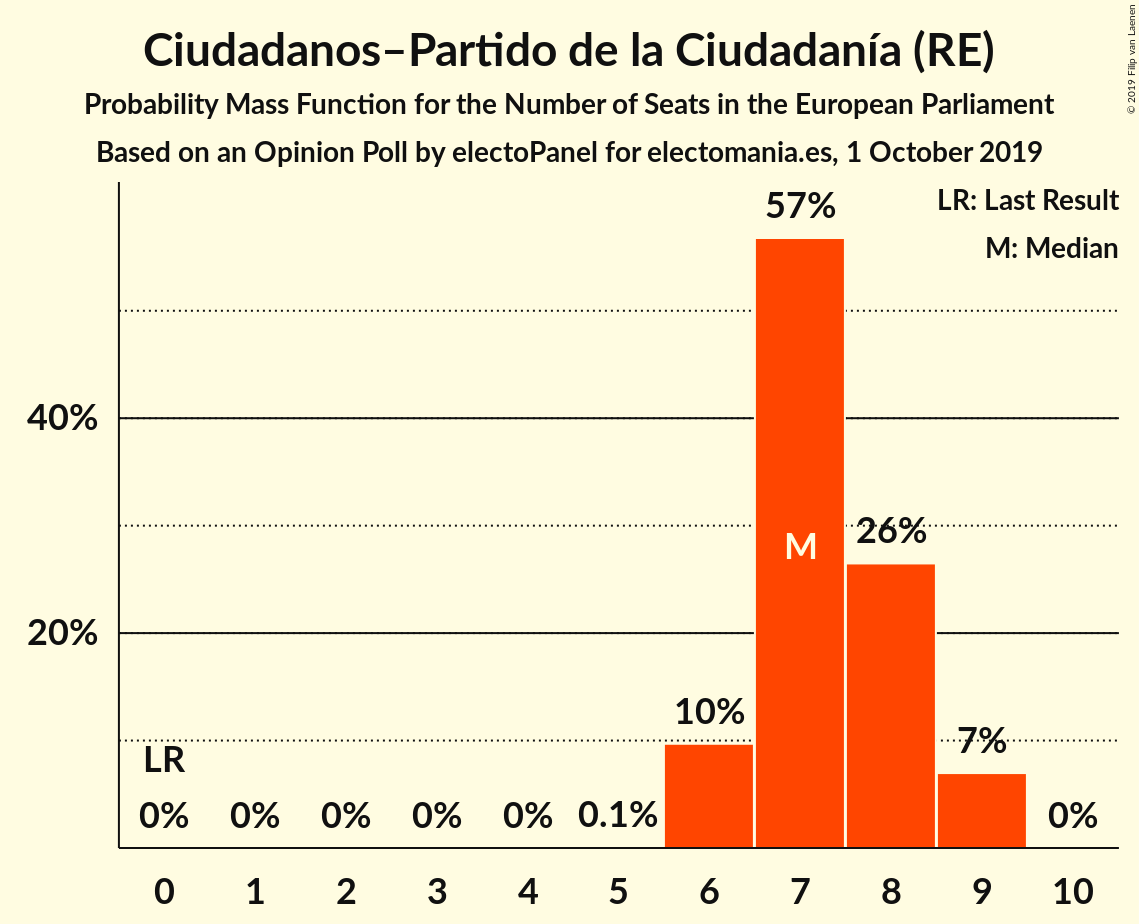 Ciudadanos–Partido de la Ciudadanía (RE)
Probability Mass Function for the Number of Seats in the European Parliament
Based on an Opinion Poll by electoPanel for electomania.es, 1 October 2019
© 2019 Filip van Laenen
LR: Last Result
M: Median
57%
40%
26%
M
20%
10%
7%
LR
0% 0% 0% 0% 0% 0.1% 0%
0 1 2 3 4 5 6 7 8 9 10